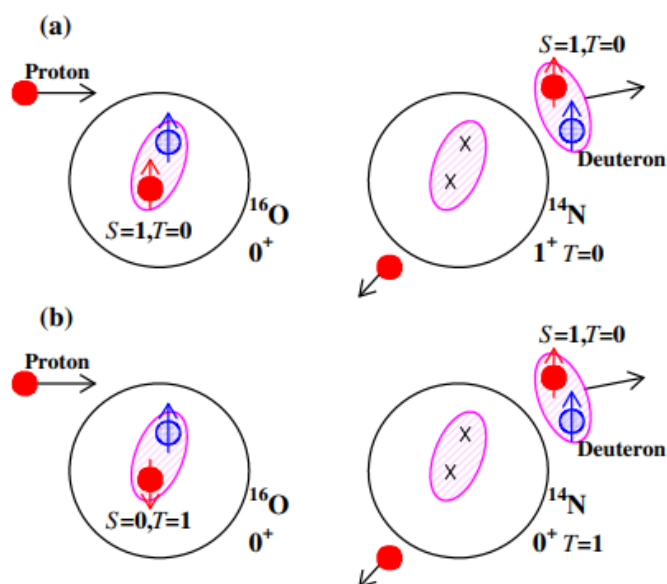 (a)
Proton
S=1,T=0
16O
0+
S=1,T=0
Deuteron
X
X
14N
1+ T=0
(b)
Proton
S=0,T=1
16O
0+
S=1,T=0
Deuteron
X
X
14N
0+ T=1